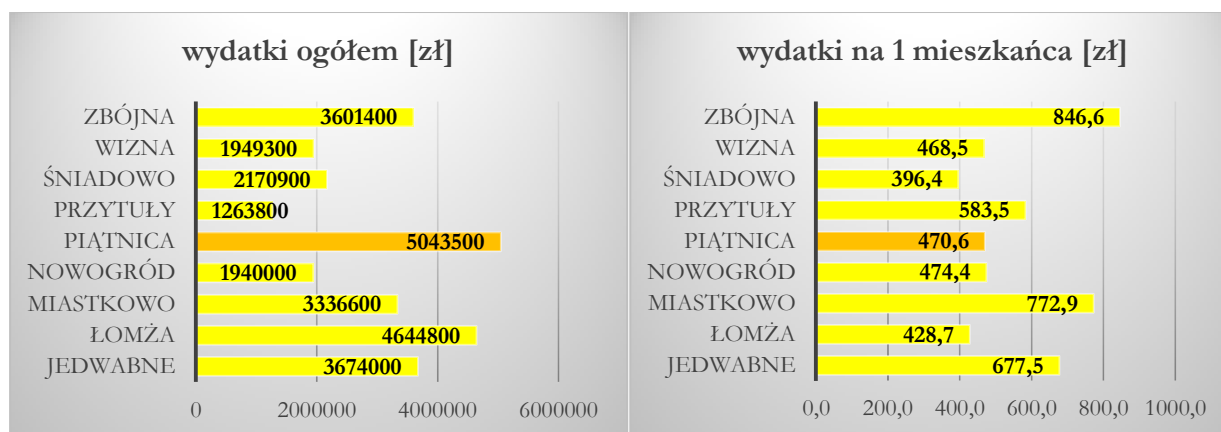 wydatki ogółem [zł]
ZBÓJNA 3601400
WIZNA 1949300
ŚNIADOWO 2170900
PRZYTUŁY 1263800
PIĄTNICA 5043500
NOWOGRÓD 1940000
MIASTKOWO 3336600
ŁOMŻA 4644800
JEDWABNE 3674000
0 2000000 4000000 6000000
wydatki na 1 mieszkańca [zł]
ZBÓJNA 846,6
WIZNA 468,5
ŚNIADOWO 396,4
PRZYTUŁY 583,5
PIĄTNICA 470,6
NOWOGRÓD 474,4
MIASTKOWO 772,9
ŁOMŻA 428,7
JEDWABNE 677,5
0,0 200,0 400,0 600,0 800,0 1000,0